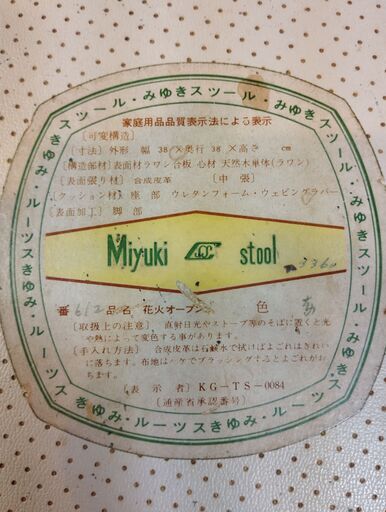 みゆきスツール・みゆきスツール・みゆきスツール・みゆきスツール・みゆきスツール・みゆきスツール・
家庭用品品質表示法による表示
〔可変構造〕
〔寸法〕外形 幅 38 ×奥行 38 ×高さ cm
〔構造部材〕表面材ラワン合板 心材 天然木単体(ラワン)
〔表面張り材〕合成皮革 〔中張〕
〔クッション材〕座部 ウレタンフォーム・ウェビングラバー
〔表面加工〕脚部
Miyuki stool 3360
番 612 品名 花火オープン 色
〔取扱上の注意〕直射日光やストーブ等のそばに置くと光
や熱によって変色する事があります。
〔手入れ方法〕合成皮革は石鹸水で拭けばよごれはきれい
に落ちます。布地はハケでブラッシングするとよごれがお
ちます。
〔表示者〕KG-TS-0084
〔通産省承認番号〕